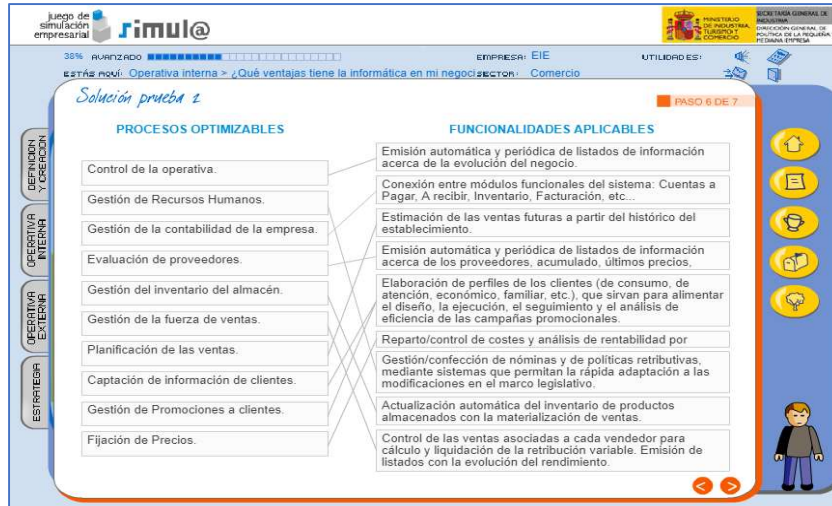 juego de
simulación
empresarial
simul@
MINISTERIO
DE INDUSTRIA,
TURISMO Y
COMERCIO
SECRETARÍA GENERAL DE
INDUSTRIA
DIRECCIÓN GENERAL DE
POLÍTICA DE LA PEQUEÑA
Y MEDIANA EMPRESA
38% AVANZADO
EMPRESA: EIE
UTILIDADES:
ESTÁS AQUÍ: Operativa interna > ¿Qué ventajas tiene la informática en mi negoci
SECTOR: Comercio
Solución prueba 2
PASO 6 DE 7
DEFINICION
Y CREACION
OPERATIVA
INTERNA
OPERATIVA
EXTERNA
ESTRATEGIA
PROCESOS OPTIMIZABLES
Control de la operativa.
Gestión de Recursos Humanos.
Gestión de la contabilidad de la empresa.
Evaluación de proveedores.
Gestión del inventario del almacén.
Gestión de la fuerza de ventas.
Planificación de las ventas.
Captación de información de clientes.
Gestión de Promociones a clientes.
Fijación de Precios.
FUNCIONALIDADES APLICABLES
Emisión automática y periódica de listados de información
acerca de la evolución del negocio.
Conexión entre módulos funcionales del sistema: Cuentas a
Pagar, A recibir, Inventario, Facturación, etc...
Estimación de las ventas futuras a partir del histórico del
establecimiento.
Emisión automática y periódica de listados de información
acerca de los proveedores, acumulado, últimos precios,
Elaboración de perfiles de los clientes (de consumo, de
atención, económico, familiar, etc.), que sirvan para alimentar
el diseño, la ejecución, el seguimiento y el análisis de
eficiencia de las campañas promocionales.
Reparto/control de costes y análisis de rentabilidad por
Gestión/confección de nóminas y de políticas retributivas,
mediante sistemas que permitan la rápida adaptación a las
modificaciones en el marco legislativo.
Actualización automática del inventario de productos
almacenados con la materialización de ventas.
Control de las ventas asociadas a cada vendedor para
cálculo y liquidación de la retribución variable. Emisión de
listados con la evolución del rendimiento.